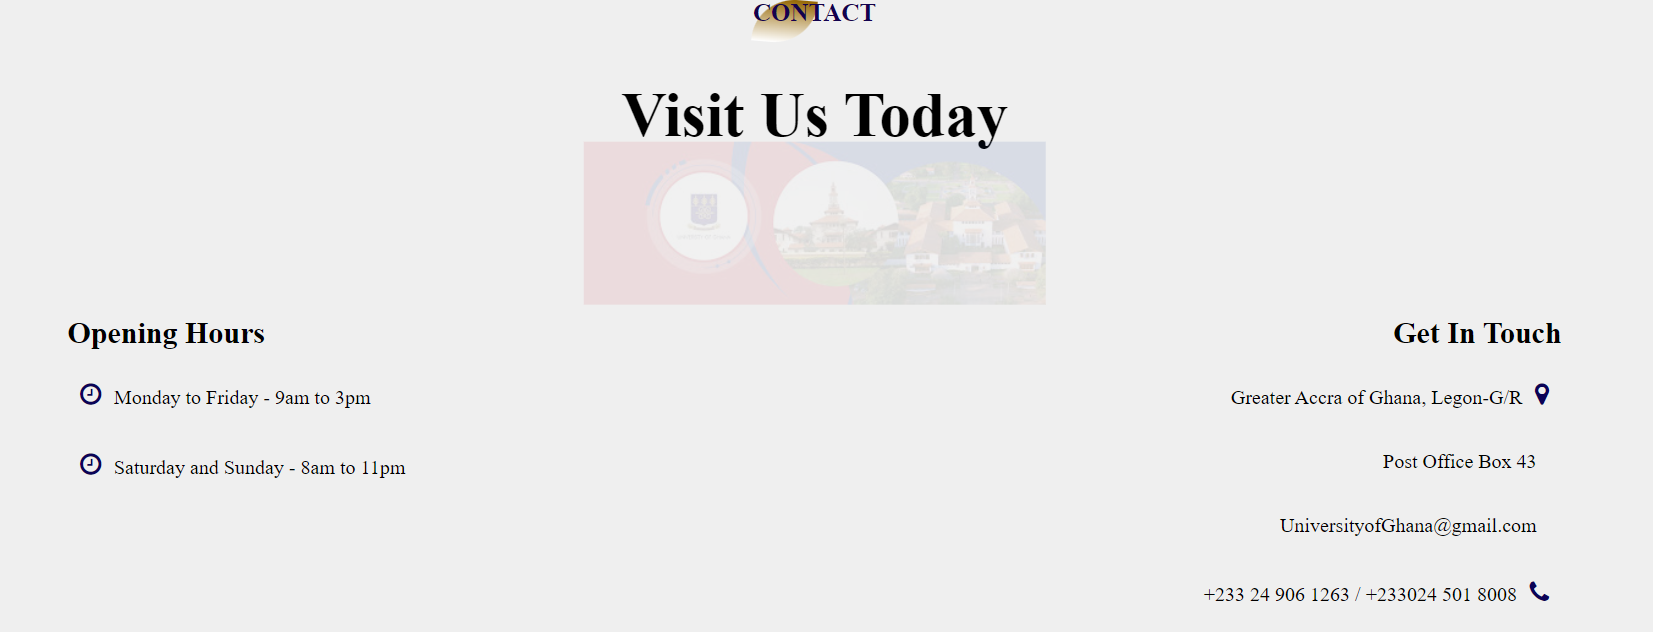 CONTACT
Visit Us Today
Opening Hours
Monday to Friday - 9am to 3pm
Saturday and Sunday - 8am to 11pm
Get In Touch
Greater Accra of Ghana, Legon-G/R
Post Office Box 43
UniversityofGhana@gmail.com
+233 24 906 1263 / +233024 501 8008